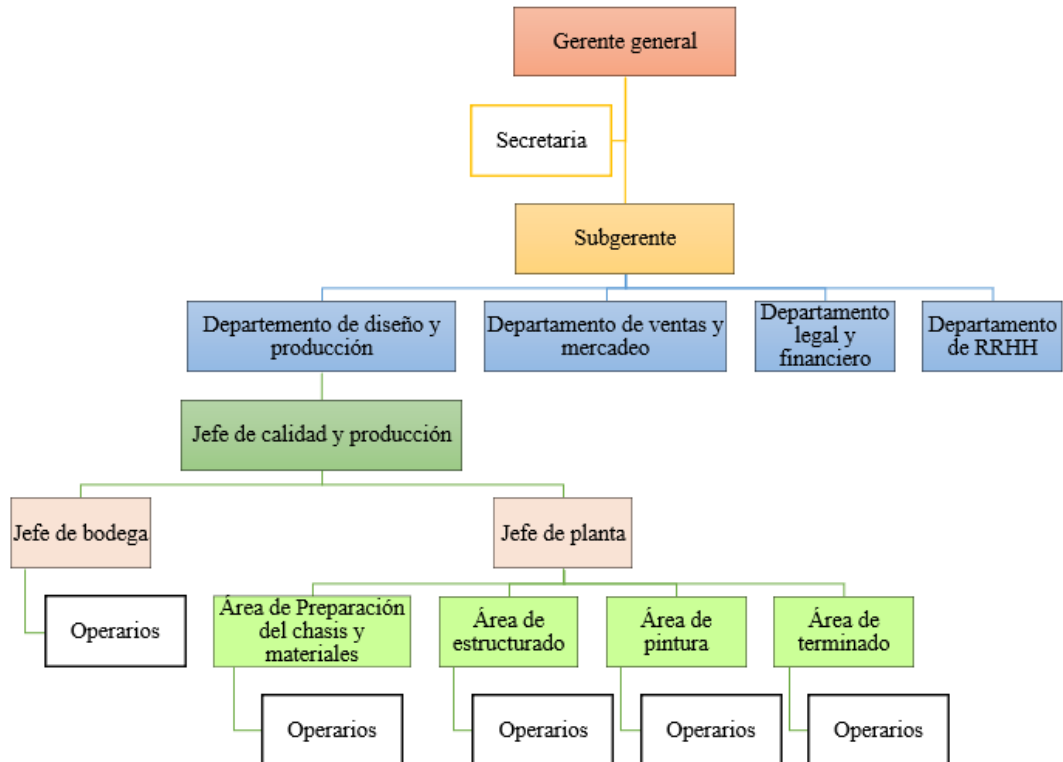 Gerente general
Secretaria
Subgerente
Departemento de diseño y
producción
Departamento de ventas y
mercadeo
Departamento
legal y
financiero
Departamento
de RRHH
Jefe de calidad y producción
Jefe de bodega
Jefe de planta
Operarios
Área de Preparación
del chasis y
materiales
Área de
estructurado
Área de
pintura
Área de
terminado
Operarios
Operarios
Operarios
Operarios